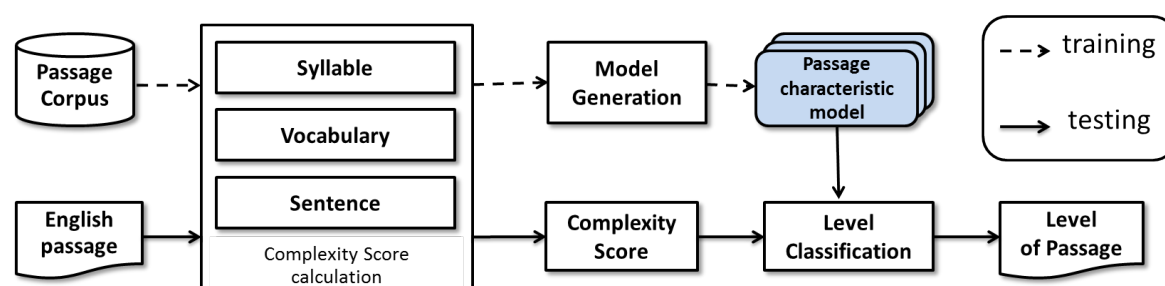 Passage
Corpus
Syllable
Vocabulary
Sentence
Complexity Score
calculation
Model
Generation
Passage
characteristic
model
training
testing
English
passage
Complexity
Score
Level
Classification
Level
of Passage